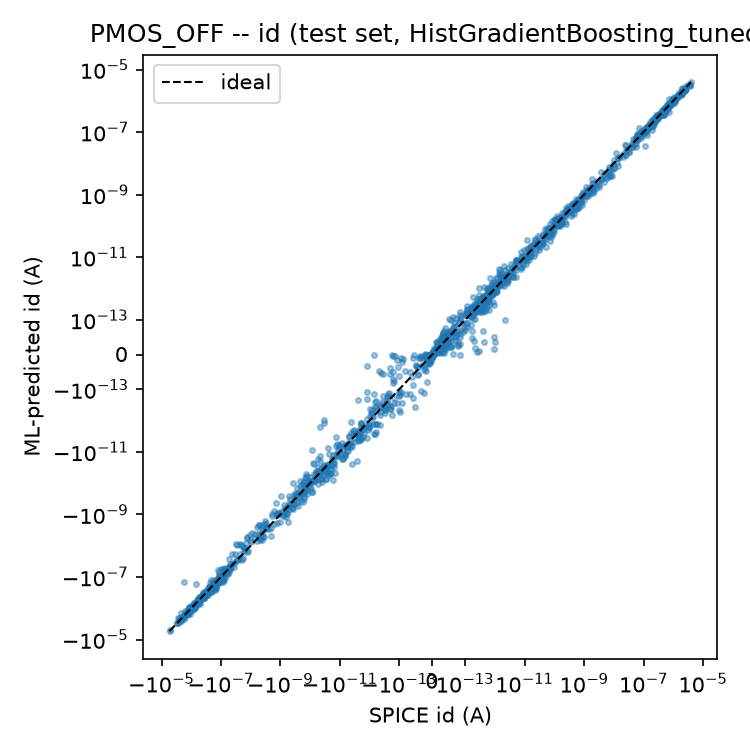 PMOS_OFF -- id (test set, HistGradientBoosting_tuned
ideal
10⁻⁵
10⁻⁷
10⁻⁹
10⁻¹¹
10⁻¹³
0
−10⁻¹³
−10⁻¹¹
−10⁻⁹
−10⁻⁷
−10⁻⁵
ML-predicted id (A)
−10⁻⁵ −10⁻⁷ −10⁻⁹ −10⁻¹¹ −10⁻¹³ 0 10⁻¹³ 10⁻¹¹ 10⁻⁹ 10⁻⁷ 10⁻⁵
SPICE id (A)